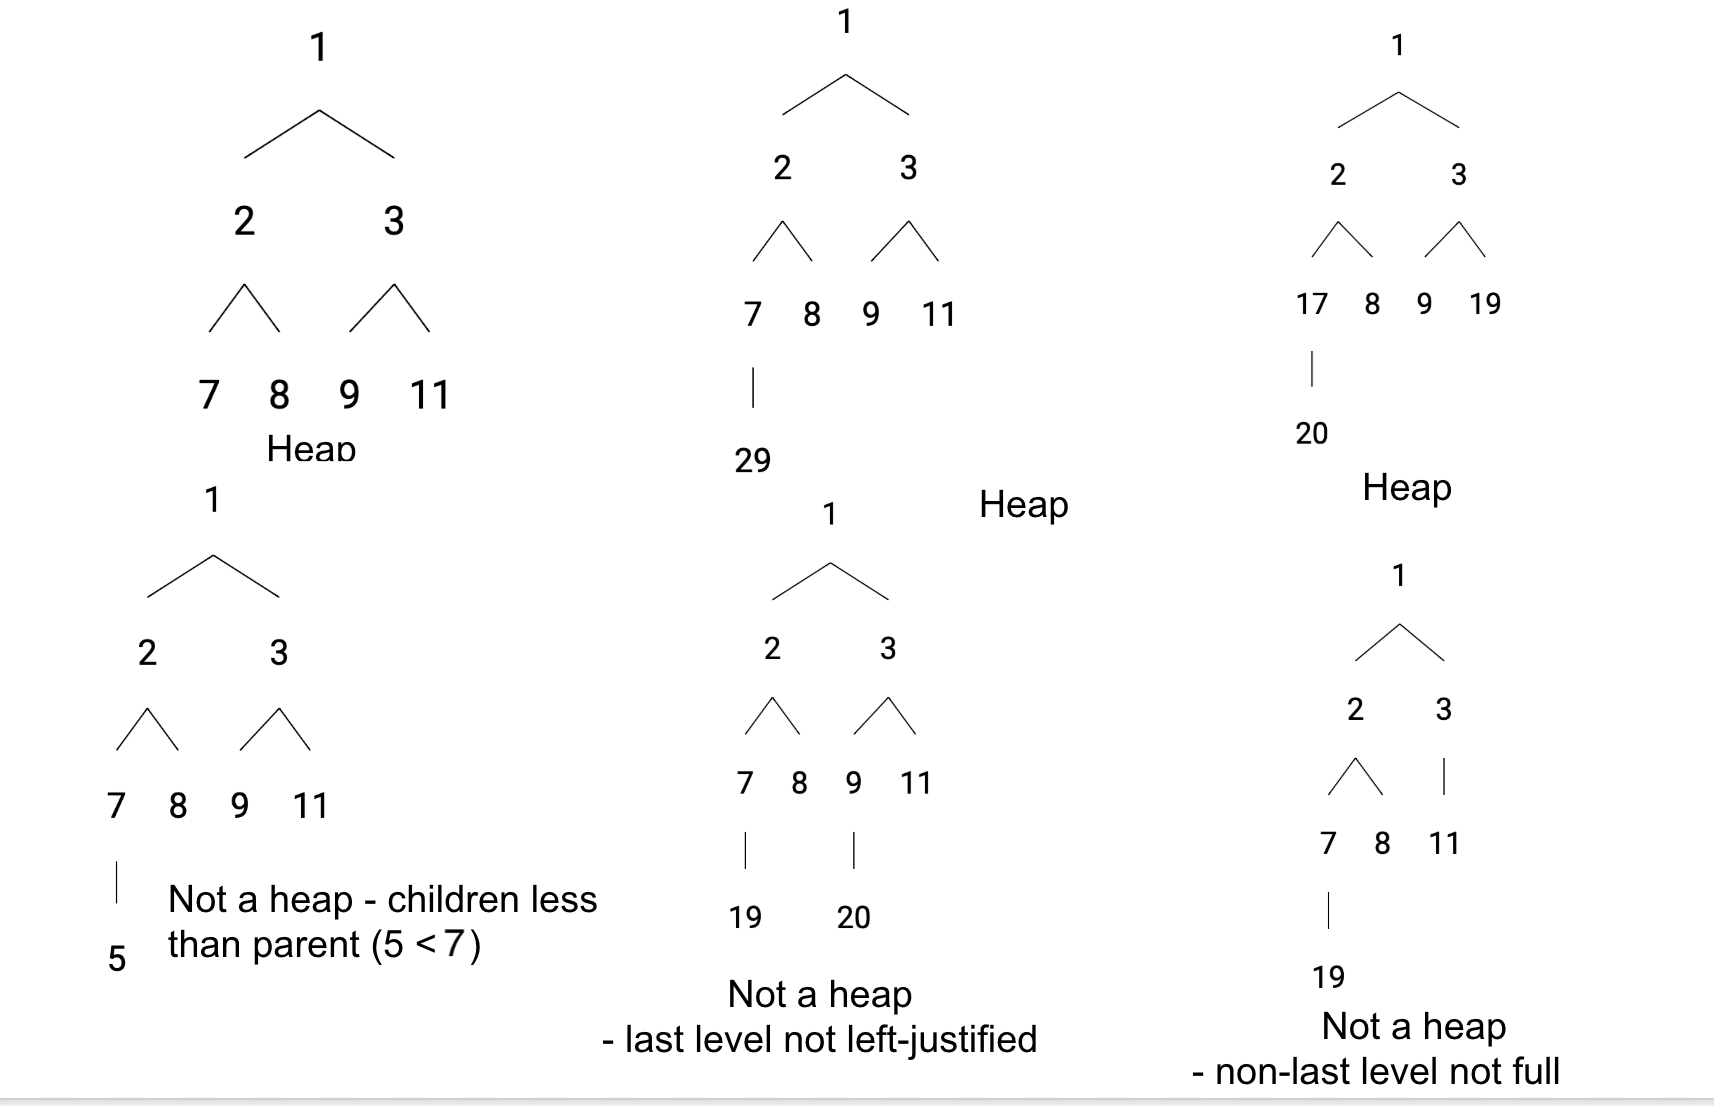 1
2 3
7 8 9 11
Heap
1
2 3
7 8 9 11
29
Heap
1
2 3
17 8 9 19
20
Heap
1
2 3
7 8 9 11
5
Not a heap - children less
than parent (5 < 7)
1
2 3
7 8 9 11
19 20
Not a heap
- last level not left-justified
1
2 3
7 8 11
19
Not a heap
- non-last level not full